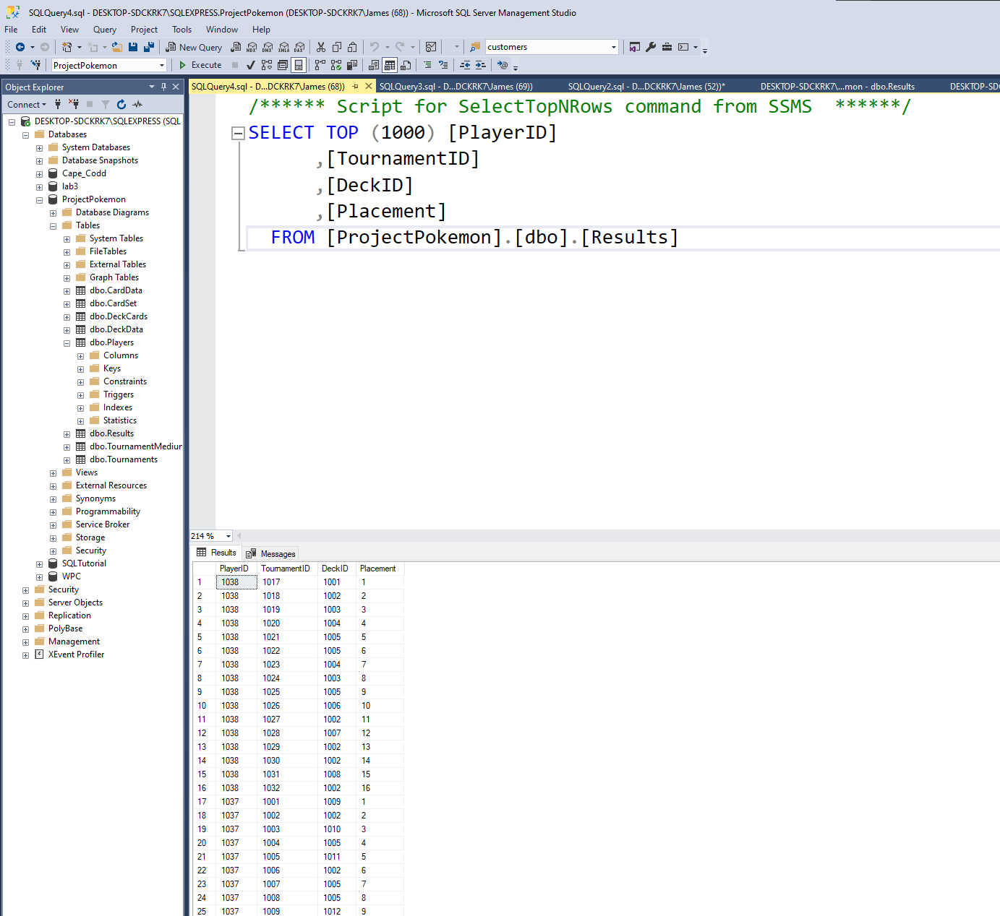 SQLQuery4.sql - DESKTOP-SDCKRK7\SQLEXPRESS.ProjectPokemon (DESKTOP-SDCKRK7\James (68)) - Microsoft SQL Server Management Studio
File Edit View Query Project Tools Window Help
New Query MDX DMX XMLA DAX customers
ProjectPokemon Execute
Object Explorer
Connect
DESKTOP-SDCKRK7\SQLEXPRESS (SQL
Databases
System Databases
Database Snapshots
Cape_Codd
lab3
ProjectPokemon
Database Diagrams
Tables
System Tables
FileTables
External Tables
Graph Tables
dbo.CardData
dbo.CardSet
dbo.DeckCards
dbo.DeckData
dbo.Players
Columns
Keys
Constraints
Triggers
Indexes
Statistics
dbo.Results
dbo.TournamentMediur
dbo.Tournaments
Views
External Resources
Synonyms
Programmability
Service Broker
Storage
Security
SQLTutorial
WPC
Security
Server Objects
Replication
PolyBase
Management
XEvent Profiler
SQLQuery4.sql - D...DCKRK7\James (68)) SQLQuery3.sql - D...DCKRK7\James (69)) SQLQuery2.sql - D...DCKRK7\James (52))* DESKTOP-SDCKRK7\...mon - dbo.Results DESKTOP-SDC
/****** Script for SelectTopNRows command from SSMS ******/
SELECT TOP (1000) [PlayerID]
,[TournamentID]
,[DeckID]
,[Placement]
FROM [ProjectPokemon].[dbo].[Results]
214 %
Results Messages
PlayerID TournamentID DeckID Placement
1 1038 1017 1001 1
2 1038 1018 1002 2
3 1038 1019 1003 3
4 1038 1020 1004 4
5 1038 1021 1005 5
6 1038 1022 1005 6
7 1038 1023 1004 7
8 1038 1024 1003 8
9 1038 1025 1005 9
10 1038 1026 1006 10
11 1038 1027 1002 11
12 1038 1028 1007 12
13 1038 1029 1002 13
14 1038 1030 1002 14
15 1038 1031 1008 15
16 1038 1032 1002 16
17 1037 1001 1009 1
18 1037 1002 1002 2
19 1037 1003 1010 3
20 1037 1004 1005 4
21 1037 1005 1011 5
22 1037 1006 1002 6
23 1037 1007 1005 7
24 1037 1008 1005 8
25 1037 1009 1012 9